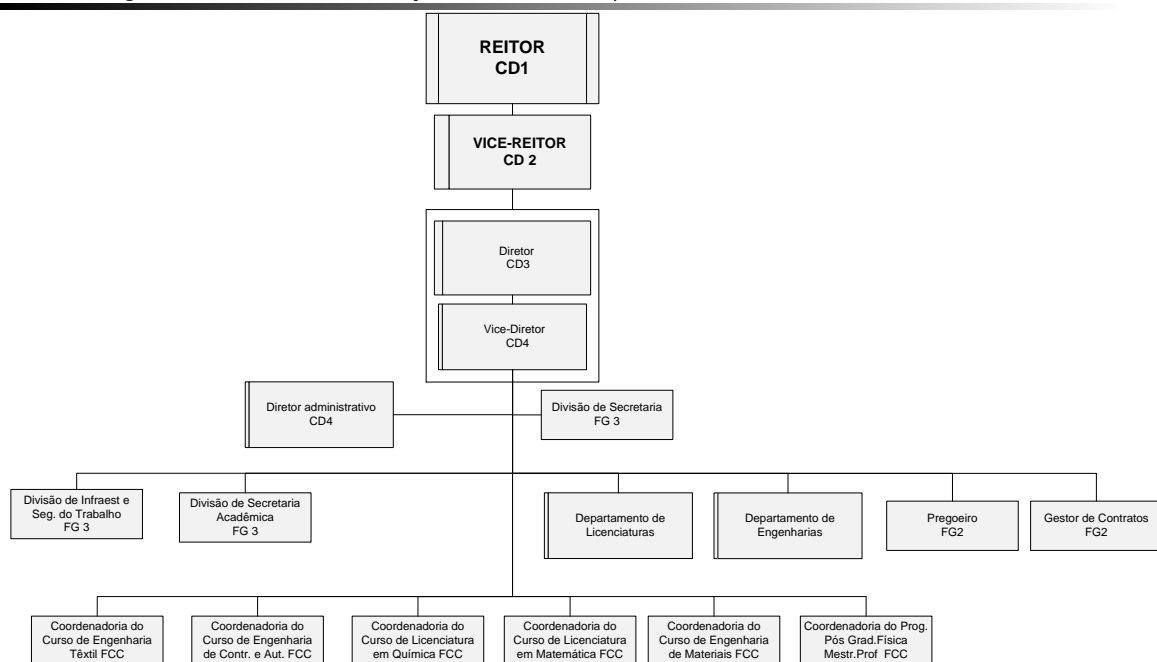 REITOR
CD1
VICE-REITOR
CD 2
Diretor
CD3
Vice-Diretor
CD4
Diretor administrativo
CD4
Divisão de Secretaria
FG 3
Divisão de Infraest e
Seg. do Trabalho
FG 3
Divisão de Secretaria
Acadêmica
FG 3
Departamento de
Licenciaturas
Departamento de
Engenharias
Pregoeiro
FG2
Gestor de Contratos
FG2
Coordenadoria do
Curso de Engenharia
Têxtil FCC
Coordenadoria do
Curso de Engenharia
de Contr. e Aut. FCC
Coordenadoria do
Curso de Licenciatura
em Química FCC
Coordenadoria do
Curso de Licenciatura
em Matemática FCC
Coordenadoria do
Curso de Engenharia
de Materiais FCC
Coordenadoria do Prog.
Pós Grad.Física
Mestr.Prof FCC